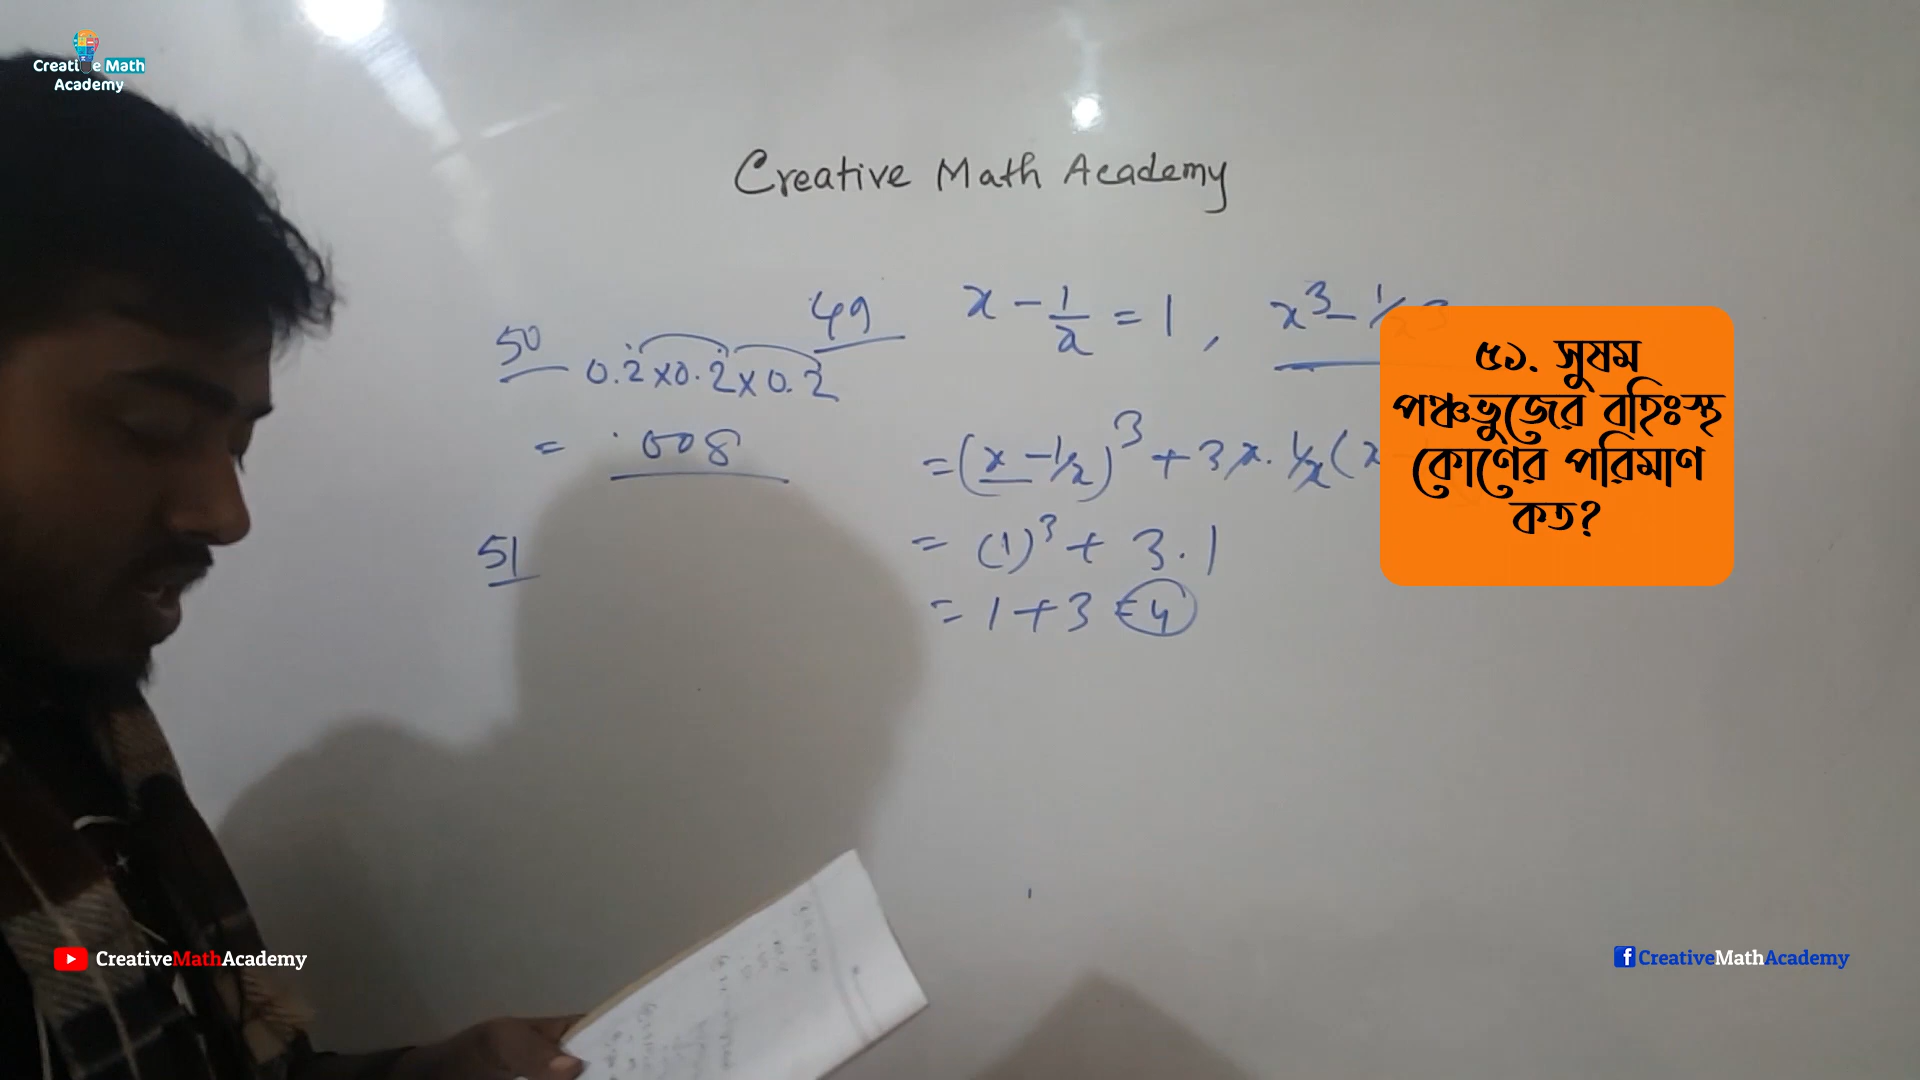 Creative Math
Academy
Creative Math Academy
49
x - 1/x = 1, x³ - 1/x³
50
0.2×0.2×0.2
= .008
= (x - 1/x)³ + 3x. 1/x (x
51
= (1)³ + 3.1
= 1+3 = 4
৫১. সুষম
পঞ্চভুজের বহিঃস্থ
কোণের পরিমাণ
কত?
CreativeMathAcademy
CreativeMathAcademy